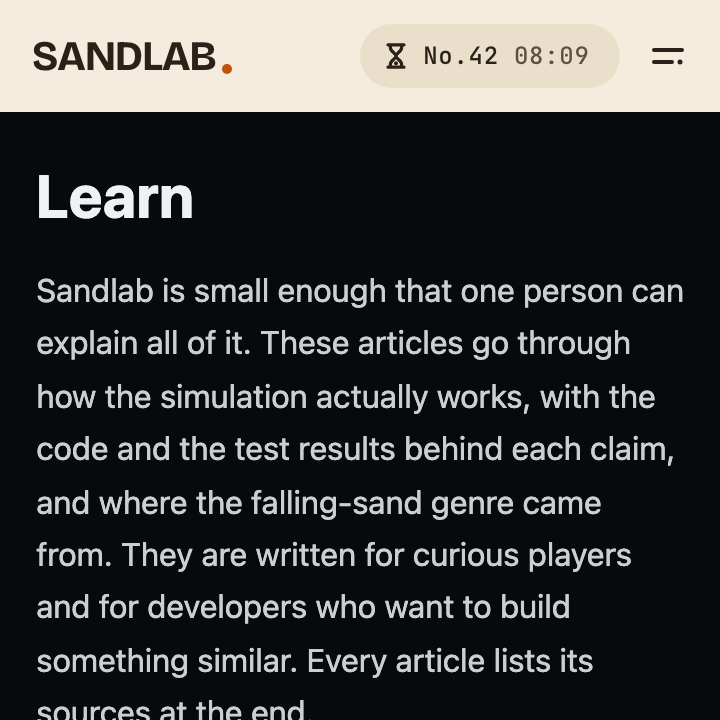 SANDLAB.
No.42 08:09
Learn
Sandlab is small enough that one person can
explain all of it. These articles go through
how the simulation actually works, with the
code and the test results behind each claim,
and where the falling-sand genre came
from. They are written for curious players
and for developers who want to build
something similar. Every article lists its
sources at the end.